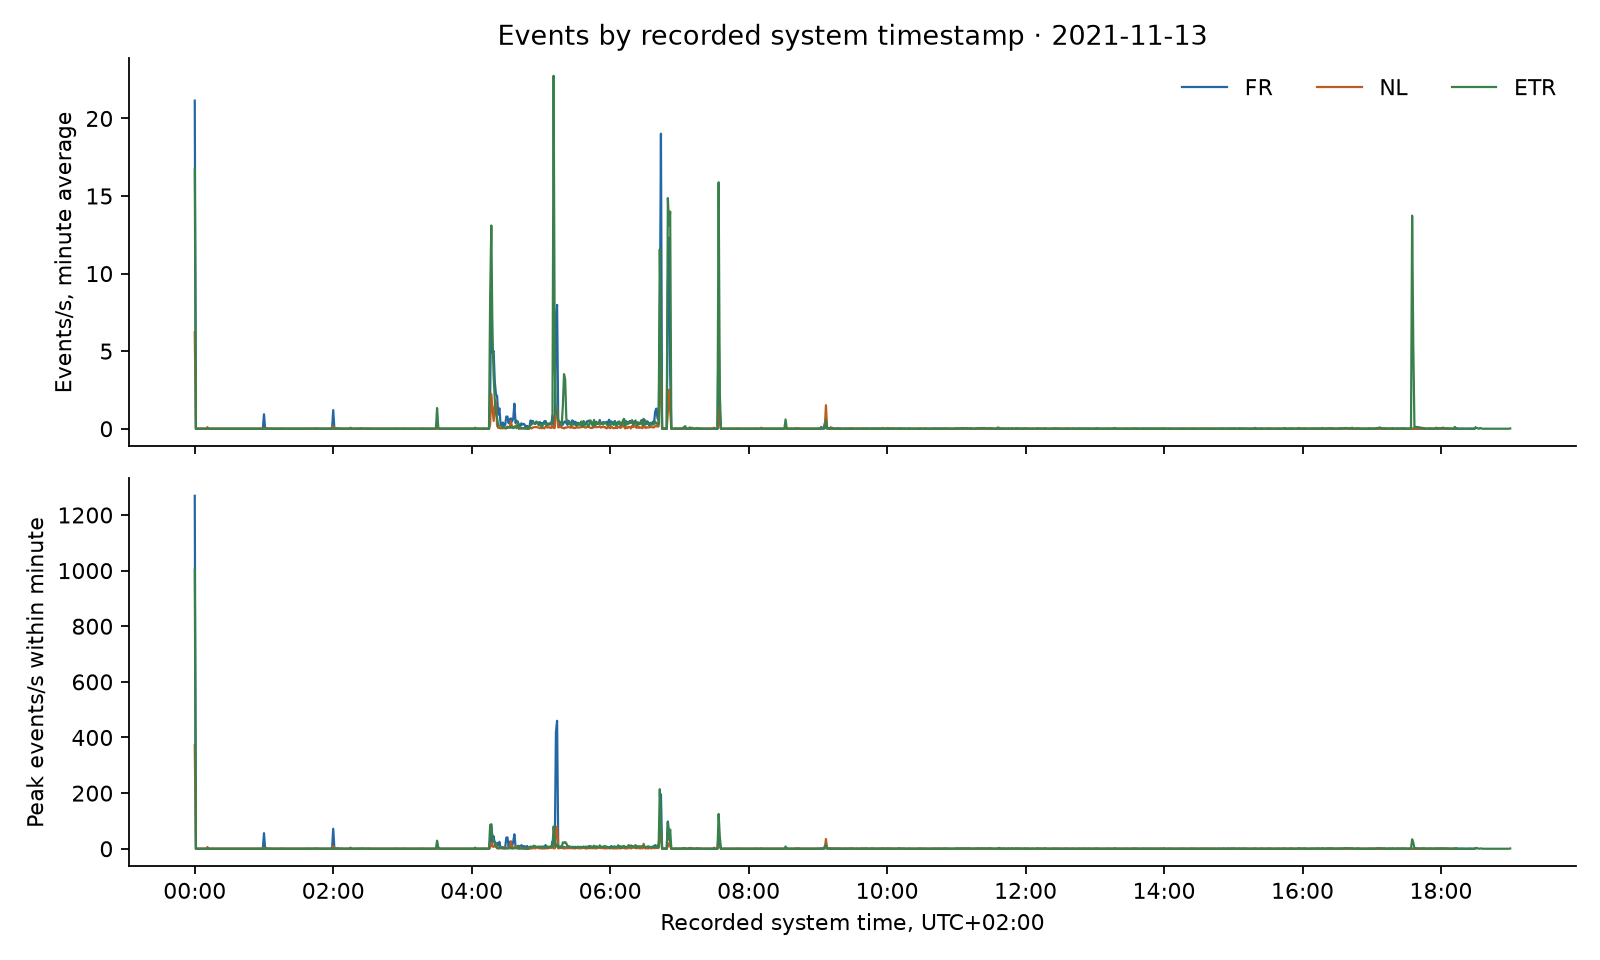 Events by recorded system timestamp · 2021-11-13
FR NL ETR
Events/s, minute average
20
15
10
5
0
Peak events/s within minute
1200
1000
800
600
400
200
0
00:00 02:00 04:00 06:00 08:00 10:00 12:00 14:00 16:00 18:00
Recorded system time, UTC+02:00